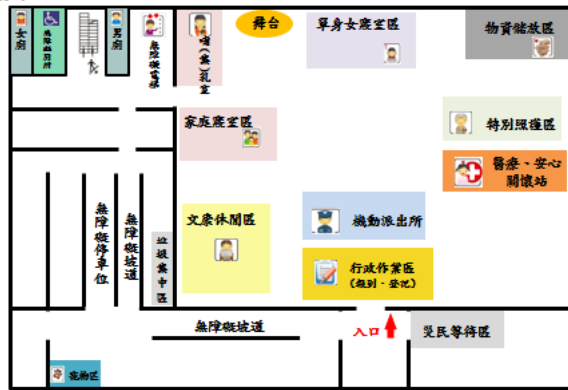 女廁
無障礙廁所
男廁
無障礙電梯
哺(集)乳室
舞台
單身女寢室區
物資儲放區
家庭寢室區
特別照護區
醫療、安心
關懷站
無障礙停車位
無障礙坡道
垃圾集中區
文康休閒區
機動派出所
行政作業區
(報到、登記)
無障礙坡道
入口
災民等待區
寵物區